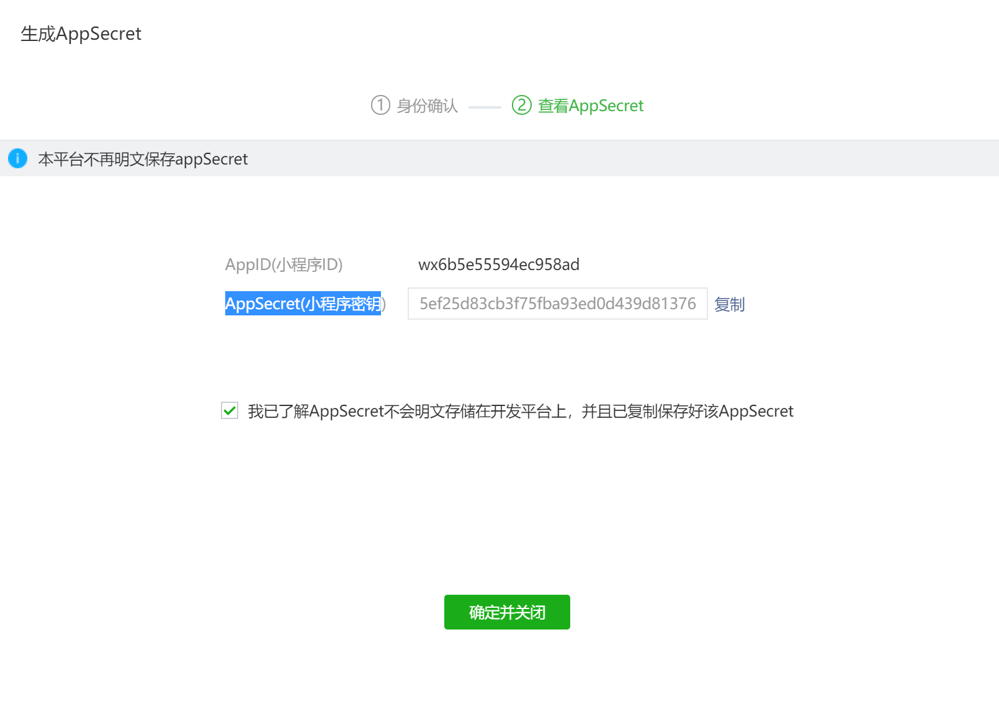 生成AppSecret
① 身份确认 ② 查看AppSecret
本平台不再明文保存appSecret
AppID(小程序ID) wx6b5e55594ec958ad
AppSecret(小程序密钥) 5ef25d83cb3f75fba93ed0d439d81376 复制
我已了解AppSecret不会明文存储在开发平台上，并且已复制保存好该AppSecret
确定并关闭